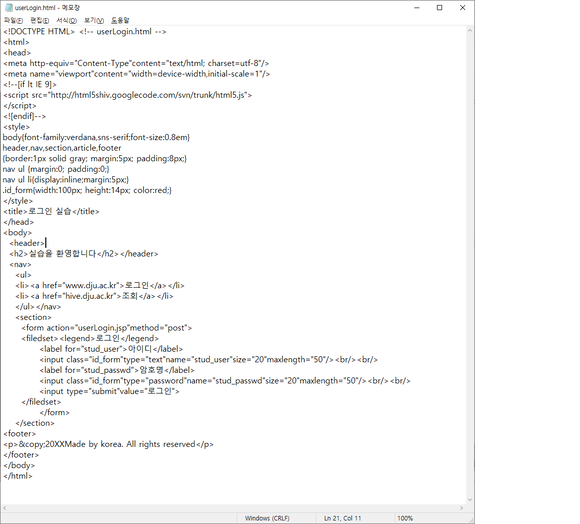 userLogin.html - 메모장
파일(F) 편집(E) 서식(O) 보기(V) 도움말
<!DOCTYPE HTML> <!-- userLogin.html -->
<html>
<head>
<meta http-equiv="Content-Type"content="text/html; charset=utf-8"/>
<meta name="viewport"content="width=device-width,initial-scale=1"/>
<!--[if lt IE 9]>
<script src="http://html5shiv.googlecode.com/svn/trunk/html5.js">
</script>
<![endif]-->
<style>
body{font-family:verdana,sns-serif;font-size:0.8em}
header,nav,section,article,footer
{border:1px solid gray; margin:5px; padding:8px;}
nav ul {margin:0; padding:0;}
nav ul li{display:inline;margin:5px;}
.id_form{width:100px; height:14px; color:red;}
</style>
<title>로그인 실습</title>
</head>
<body>
<header>
<h2>실습을 환영합니다</h2></header>
<nav>
<ul>
<li><a href="www.dju.ac.kr">로그인</a></li>
<li><a href="hive.dju.ac.kr">조회</a></li>
</ul></nav>
<section>
<form action="userLogin.jsp"method="post">
<filedset><legend>로그인</legend>
<label for="stud_user">아이디</label>
<input class="id_form"type="text"name="stud_user"size="20"maxlength="50"/><br/><br/>
<label for="stud_passwd">암호명</label>
<input class="id_form"type="password"name="stud_passwd"size="20"maxlength="50"/><br/><br/>
<input type="submit"value="로그인">
</filedset>
</form>
</section>
<footer>
<p>&copy;20XXMade by korea. All rights reserved</p>
</footer>
</body>
</html>
Windows (CRLF) Ln 21, Col 11 100%